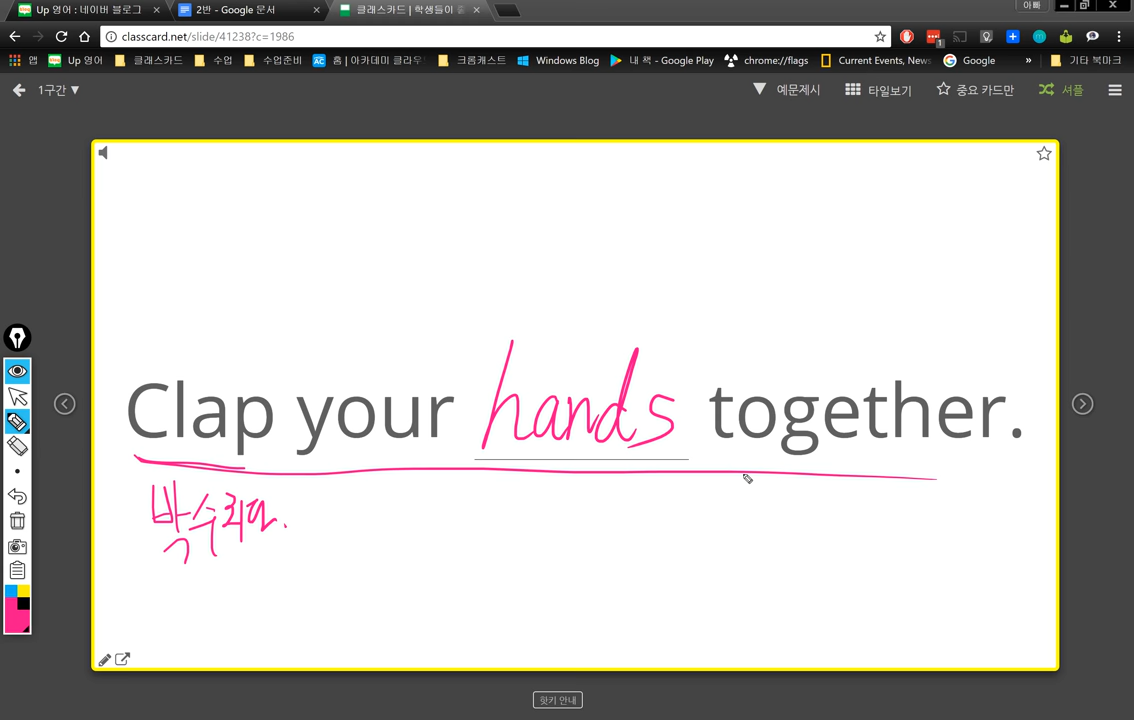 Up 영어 : 네이버 블로그
2반 - Google 문서
클래스카드 | 학생들이 좋
아빠
classcard.net/slide/41238?c=1986
1
앱
Up 영어
클래스카드
수업
수업준비
AC
홈 | 아카데미 클라우
크롬캐스트
Windows Blog
내 책 - Google Play
chrome://flags
Current Events, News
Google
»
기타 북마크
1구간 ▼
예문제시
타일보기
중요 카드만
셔플
Clap your hands together.
핫키 안내